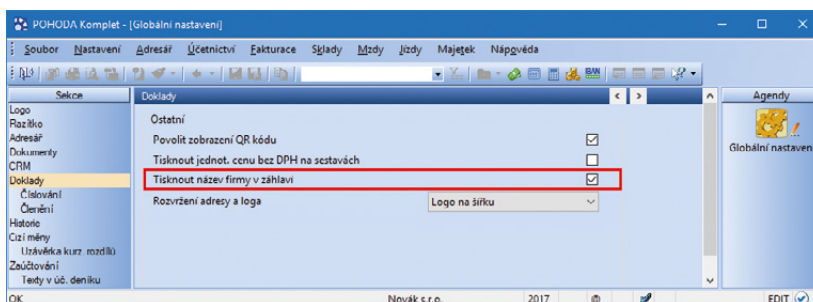 POHODA Komplet - [Globální nastavení]
Soubor Nastavení Adresář Účetnictví Fakturace Sklady Mzdy Jízdy Majetek Nápověda
Sekce
Doklady
Agendy
Logo
Razítko
Adresář
Dokumenty
CRM
Doklady
Číslování
Členění
Historie
Cizí měny
Uzávěrka kurz. rozdílů
Zaúčtování
Texty v úč. deníku
Ostatní
Povolit zobrazení QR kódu
Tisknout jednot. cenu bez DPH na sestavách
Tisknout název firmy v záhlaví
Rozvržení adresy a loga Logo na šířku
Globální nastaven
OK Novák s.r.o. 2017 @ EDIT